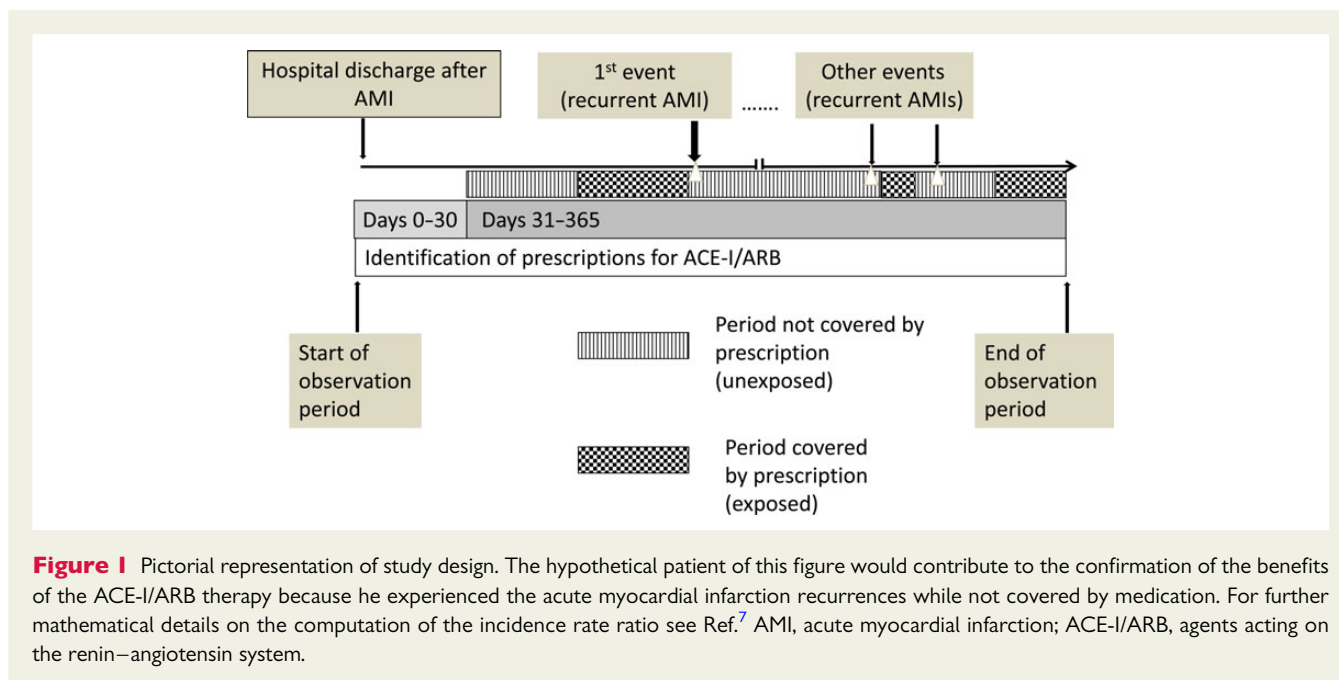 Hospital discharge after
AMI
1st event
(recurrent AMI)
.......
Other events
(recurrent AMIs)
Days 0-30
Days 31-365
Identification of prescriptions for ACE-I/ARB
Start of
observation
period
Period not covered by
prescription
(unexposed)
End of
observation
period
Period covered
by prescription
(exposed)
Figure 1 Pictorial representation of study design. The hypothetical patient of this figure would contribute to the confirmation of the benefits
of the ACE-I/ARB therapy because he experienced the acute myocardial infarction recurrences while not covered by medication. For further
mathematical details on the computation of the incidence rate ratio see Ref.7 AMI, acute myocardial infarction; ACE-I/ARB, agents acting on
the renin–angiotensin system.